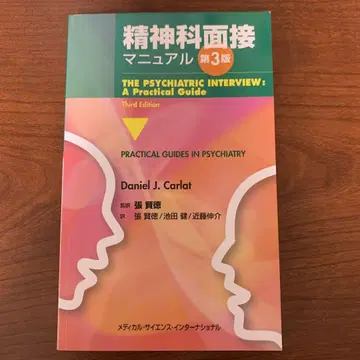 精神科面接
マニュアル 第3版
THE PSYCHIATRIC INTERVIEW:
A Practical Guide
Third Edition
PRACTICAL GUIDES IN PSYCHIATRY
Daniel J. Carlat
監訳 張 賢徳
訳 張 賢徳/池田 健/近藤伸介
メディカル・サイエンス・インターナショナル